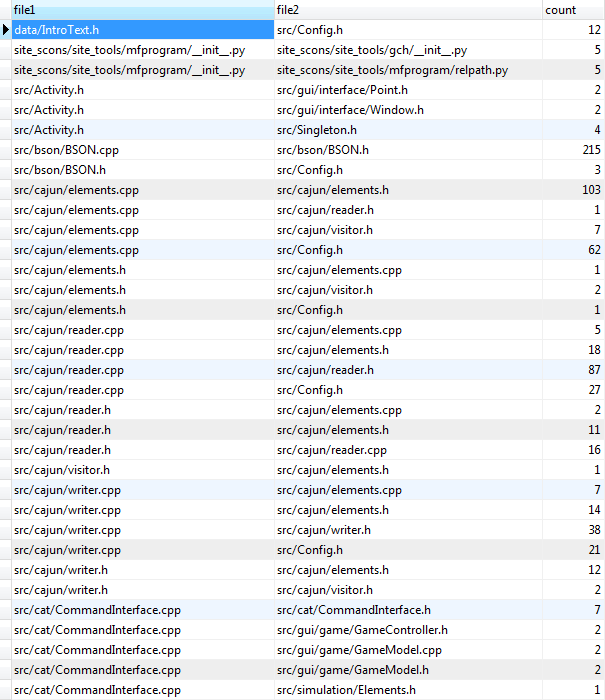 file1 file2 count
data/IntroText.h src/Config.h 12
site_scons/site_tools/mfprogram/__init__.py site_scons/site_tools/gch/__init__.py 5
site_scons/site_tools/mfprogram/__init__.py site_scons/site_tools/mfprogram/relpath.py 5
src/Activity.h src/gui/interface/Point.h 2
src/Activity.h src/gui/interface/Window.h 2
src/Activity.h src/Singleton.h 4
src/bson/BSON.cpp src/bson/BSON.h 215
src/bson/BSON.h src/Config.h 3
src/cajun/elements.cpp src/cajun/elements.h 103
src/cajun/elements.cpp src/cajun/reader.h 1
src/cajun/elements.cpp src/cajun/visitor.h 7
src/cajun/elements.cpp src/Config.h 62
src/cajun/elements.h src/cajun/elements.cpp 1
src/cajun/elements.h src/cajun/visitor.h 2
src/cajun/elements.h src/Config.h 1
src/cajun/reader.cpp src/cajun/elements.cpp 5
src/cajun/reader.cpp src/cajun/elements.h 18
src/cajun/reader.cpp src/cajun/reader.h 87
src/cajun/reader.cpp src/Config.h 27
src/cajun/reader.h src/cajun/elements.cpp 2
src/cajun/reader.h src/cajun/elements.h 11
src/cajun/reader.h src/cajun/reader.cpp 16
src/cajun/visitor.h src/cajun/elements.h 1
src/cajun/writer.cpp src/cajun/elements.cpp 7
src/cajun/writer.cpp src/cajun/elements.h 14
src/cajun/writer.cpp src/cajun/writer.h 38
src/cajun/writer.cpp src/Config.h 21
src/cajun/writer.h src/cajun/elements.h 12
src/cajun/writer.h src/cajun/visitor.h 2
src/cat/CommandInterface.cpp src/cat/CommandInterface.h 7
src/cat/CommandInterface.cpp src/gui/game/GameController.h 2
src/cat/CommandInterface.cpp src/gui/game/GameModel.cpp 2
src/cat/CommandInterface.cpp src/gui/game/GameModel.h 2
src/cat/CommandInterface.cpp src/simulation/Elements.h 1